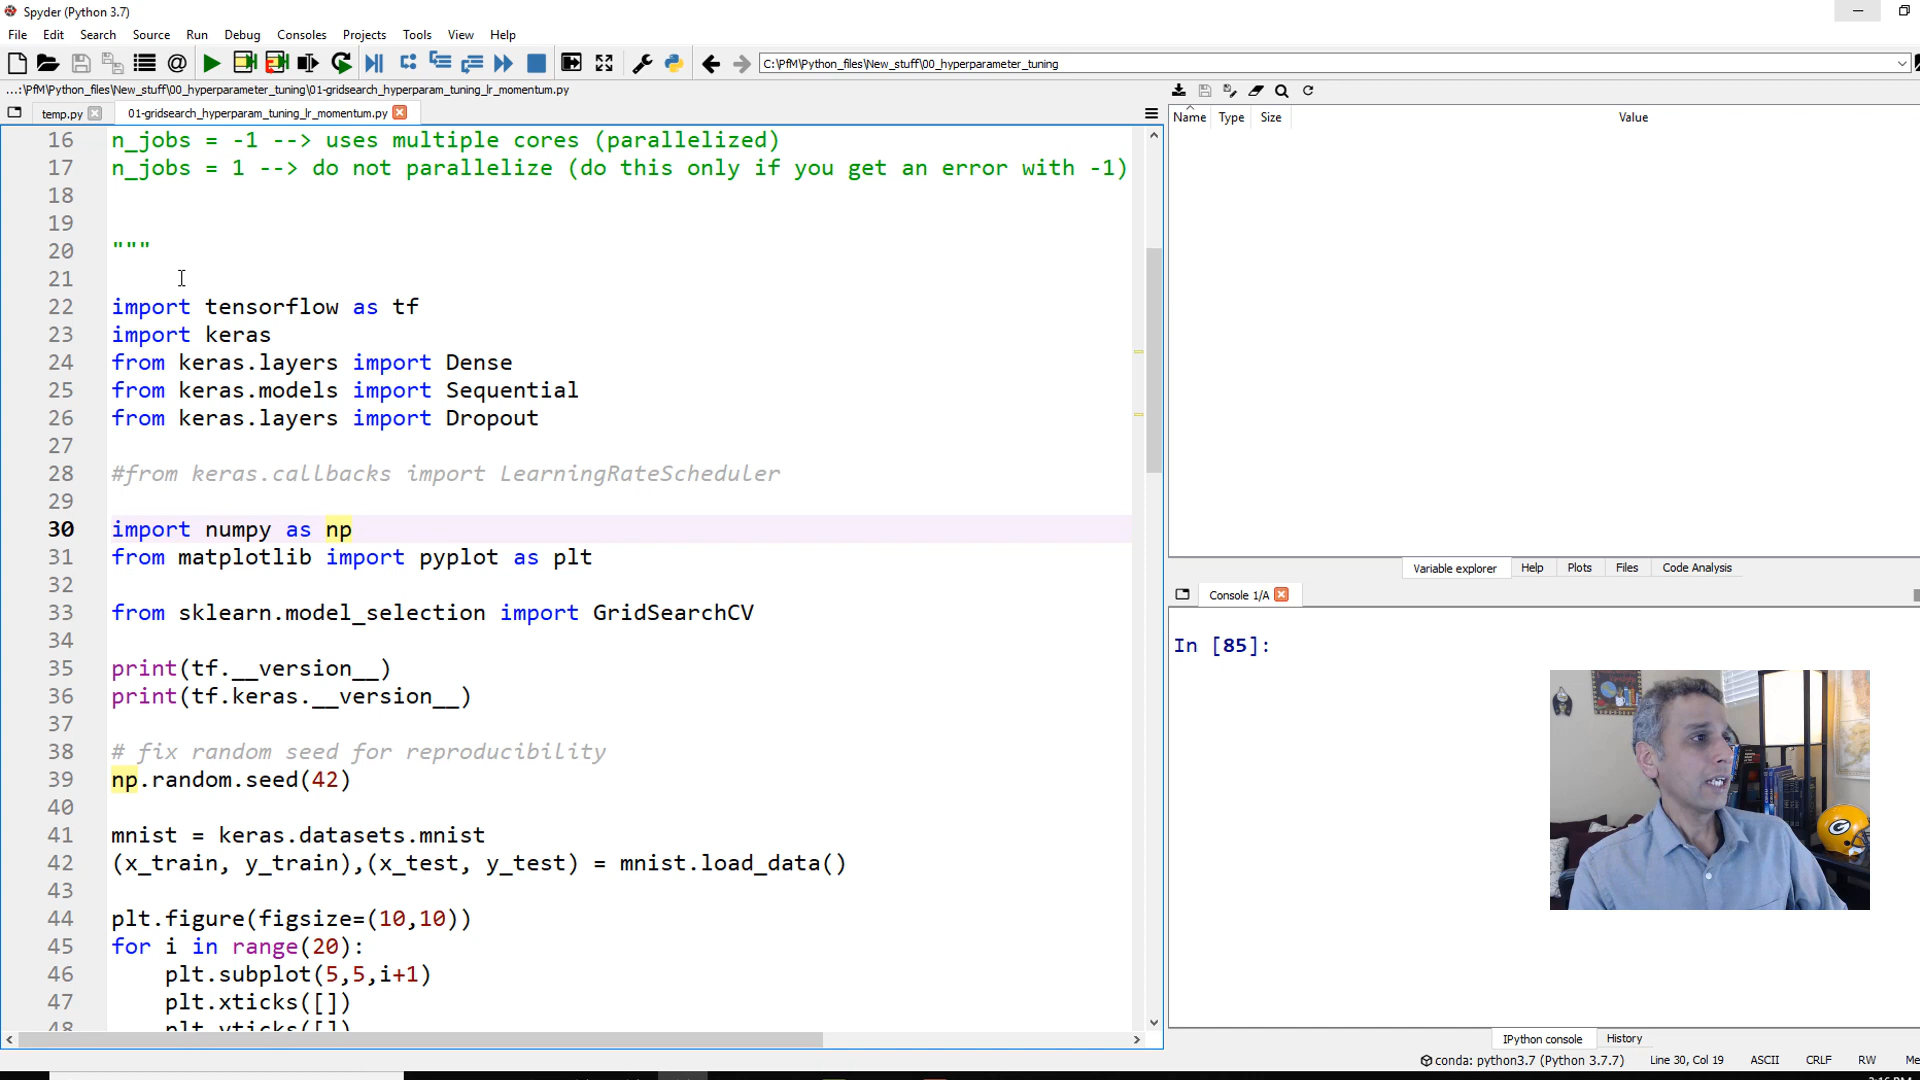 Spyder (Python 3.7)
File Edit Search Source Run Debug Consoles Projects Tools View Help
C:\PfM\Python_files\New_stuff\00_hyperparameter_tuning
...:\PfM\Python_files\New_stuff\00_hyperparameter_tuning\01-gridsearch_hyperparam_tuning_lr_momentum.py
temp.py 01-gridsearch_hyperparam_tuning_lr_momentum.py
16 n_jobs = -1 --> uses multiple cores (parallelized)
17 n_jobs = 1 --> do not parallelize (do this only if you get an error with -1)
18
19
20 """
21
22 import tensorflow as tf
23 import keras
24 from keras.layers import Dense
25 from keras.models import Sequential
26 from keras.layers import Dropout
27
28 #from keras.callbacks import LearningRateScheduler
29
30 import numpy as np
31 from matplotlib import pyplot as plt
32
33 from sklearn.model_selection import GridSearchCV
34
35 print(tf.__version__)
36 print(tf.keras.__version__)
37
38 # fix random seed for reproducibility
39 np.random.seed(42)
40
41 mnist = keras.datasets.mnist
42 (x_train, y_train),(x_test, y_test) = mnist.load_data()
43
44 plt.figure(figsize=(10,10))
45 for i in range(20):
46 plt.subplot(5,5,i+1)
47 plt.xticks([])
48 plt.yticks([])
Name Type Size Value
Variable explorer Help Plots Files Code Analysis
Console 1/A
In [85]:
IPython console History
conda: python3.7 (Python 3.7.7) Line 30, Col 19 ASCII CRLF RW